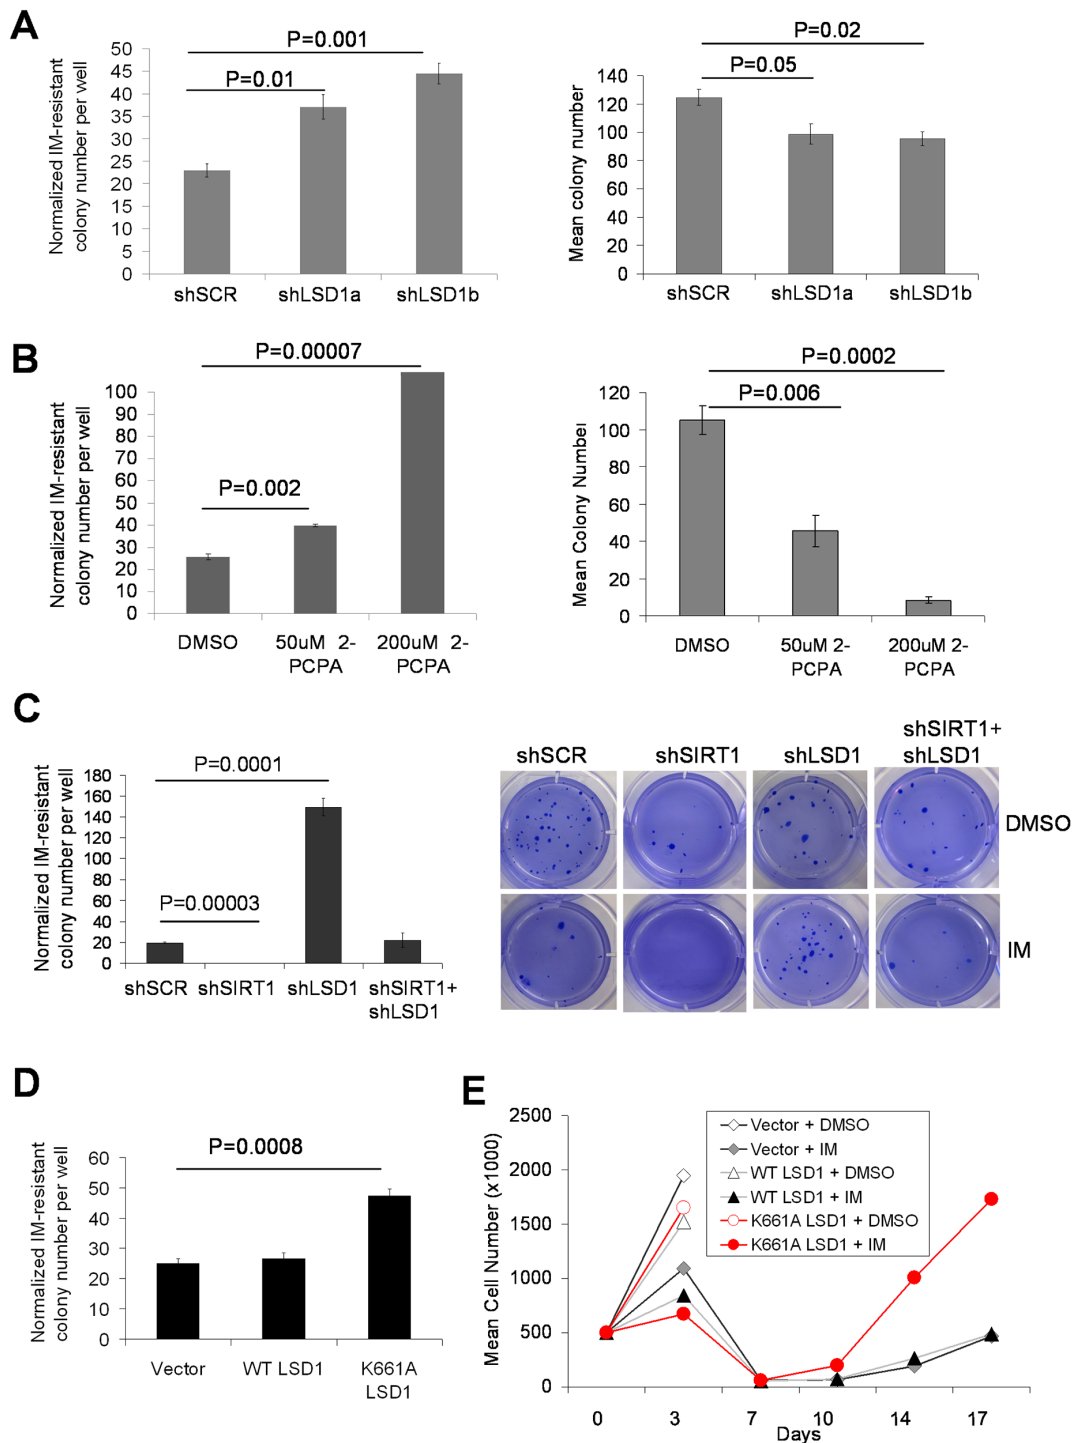 A
Normalized IM-resistant
colony number per well
50
45
40
35
30
25
20
15
10
5
0
P=0.001
P=0.01
shSCR
shLSD1a
shLSD1b
Mean colony number
140
120
100
80
60
40
20
0
P=0.02
P=0.05
shSCR
shLSD1a
shLSD1b
B
Normalized IM-resistant
colony number per well
100
90
80
70
60
50
40
30
20
10
0
P=0.00007
P=0.002
DMSO
50uM 2-
PCPA
200uM 2-
PCPA
Mean Colony Number
120
100
80
60
40
20
0
P=0.0002
P=0.006
DMSO
50uM 2-
PCPA
200uM 2-
PCPA
C
Normalized IM-resistant
colony number per well
180
160
140
120
100
80
60
40
20
0
P=0.0001
P=0.00003
shSCR
shSIRT1
shLSD1
shSIRT1+
shLSD1
shSCR
shSIRT1
shLSD1
shSIRT1+
shLSD1
DMSO
IM
D
Normalized IM-resistant
colony number per well
60
50
40
30
20
10
0
P=0.0008
Vector
WT LSD1
K661A
LSD1
E
Mean Cell Number (x1000)
2500
2000
1500
1000
500
0
Vector + DMSO
Vector + IM
WT LSD1 + DMSO
WT LSD1 + IM
K661A LSD1 + DMSO
K661A LSD1 + IM
0
3
7
10
14
17
Days